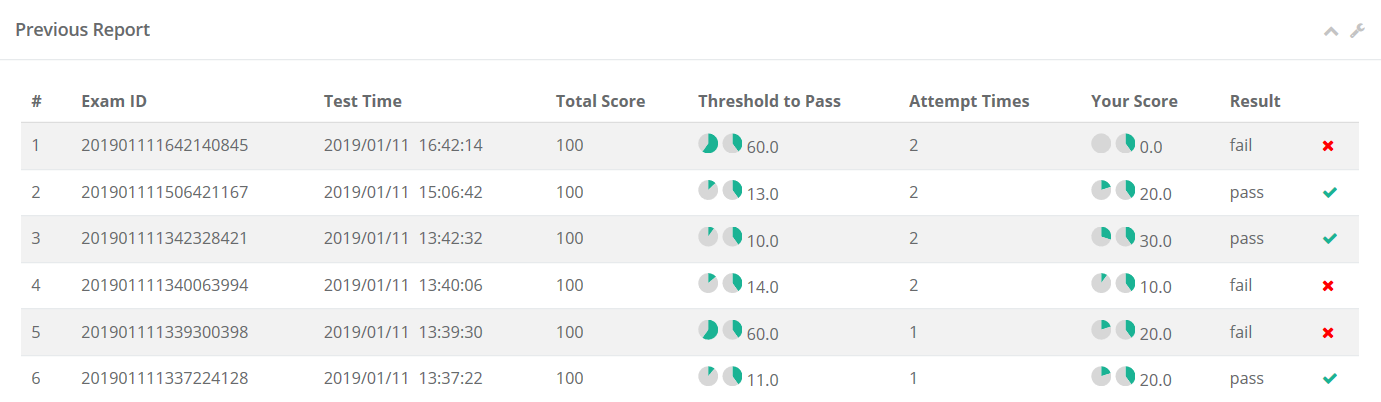 Previous Report
# Exam ID Test Time Total Score Threshold to Pass Attempt Times Your Score Result
1 201901111642140845 2019/01/11 16:42:14 100 60.0 2 0.0 fail
2 201901111506421167 2019/01/11 15:06:42 100 13.0 2 20.0 pass
3 201901111342328421 2019/01/11 13:42:32 100 10.0 2 30.0 pass
4 201901111340063994 2019/01/11 13:40:06 100 14.0 2 10.0 fail
5 201901111339300398 2019/01/11 13:39:30 100 60.0 1 20.0 fail
6 201901111337224128 2019/01/11 13:37:22 100 11.0 1 20.0 pass